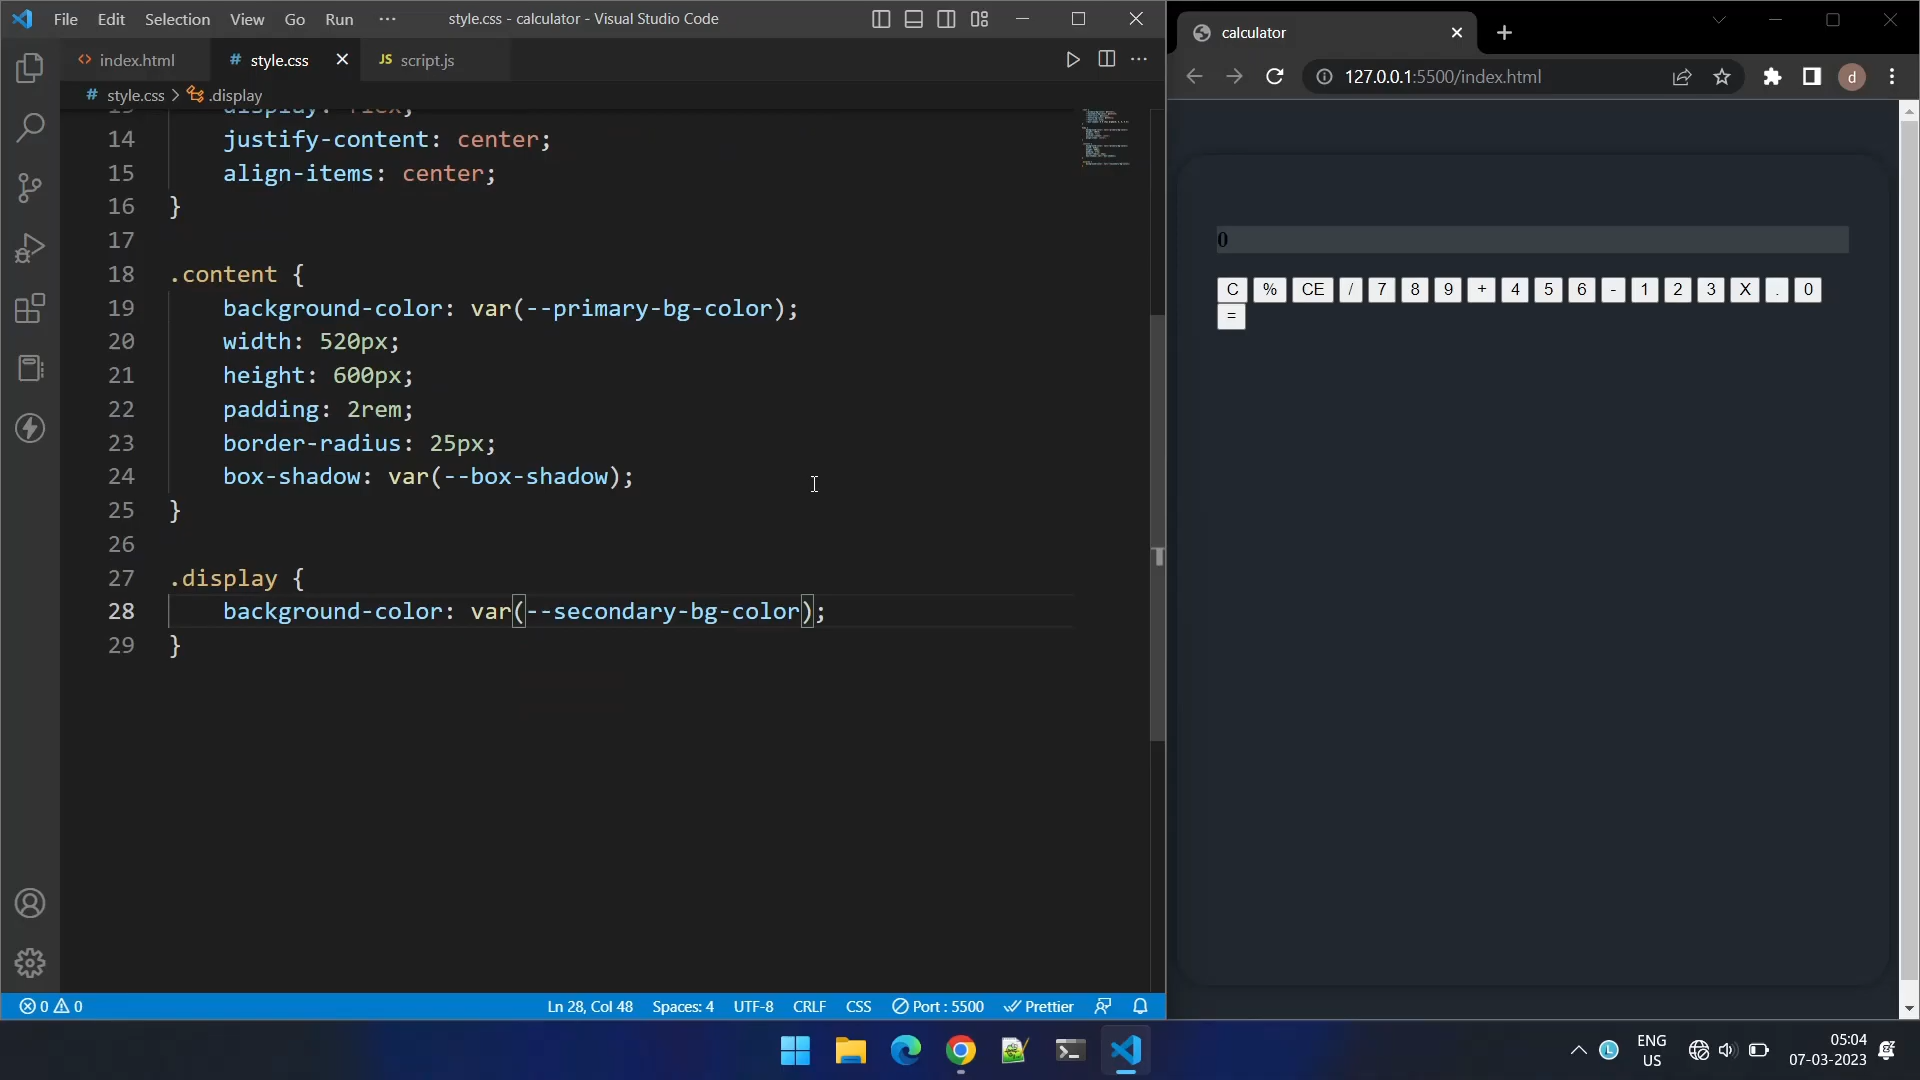 File Edit Selection View Go Run ··· style.css - calculator - Visual Studio Code
index.html # style.css JS script.js
# style.css > .display
13 display: flex;
14 justify-content: center;
15 align-items: center;
16 }
17
18 .content {
19 background-color: var(--primary-bg-color);
20 width: 520px;
21 height: 600px;
22 padding: 2rem;
23 border-radius: 25px;
24 box-shadow: var(--box-shadow);
25 }
26
27 .display {
28 background-color: var(--secondary-bg-color);
29 }
0 0 Ln 28, Col 48 Spaces: 4 UTF-8 CRLF CSS Port : 5500 Prettier
calculator
127.0.0.1:5500/index.html d
0
C % CE / 7 8 9 + 4 5 6 - 1 2 3 X . 0
=
L ENG
US
05:04
07-03-2023